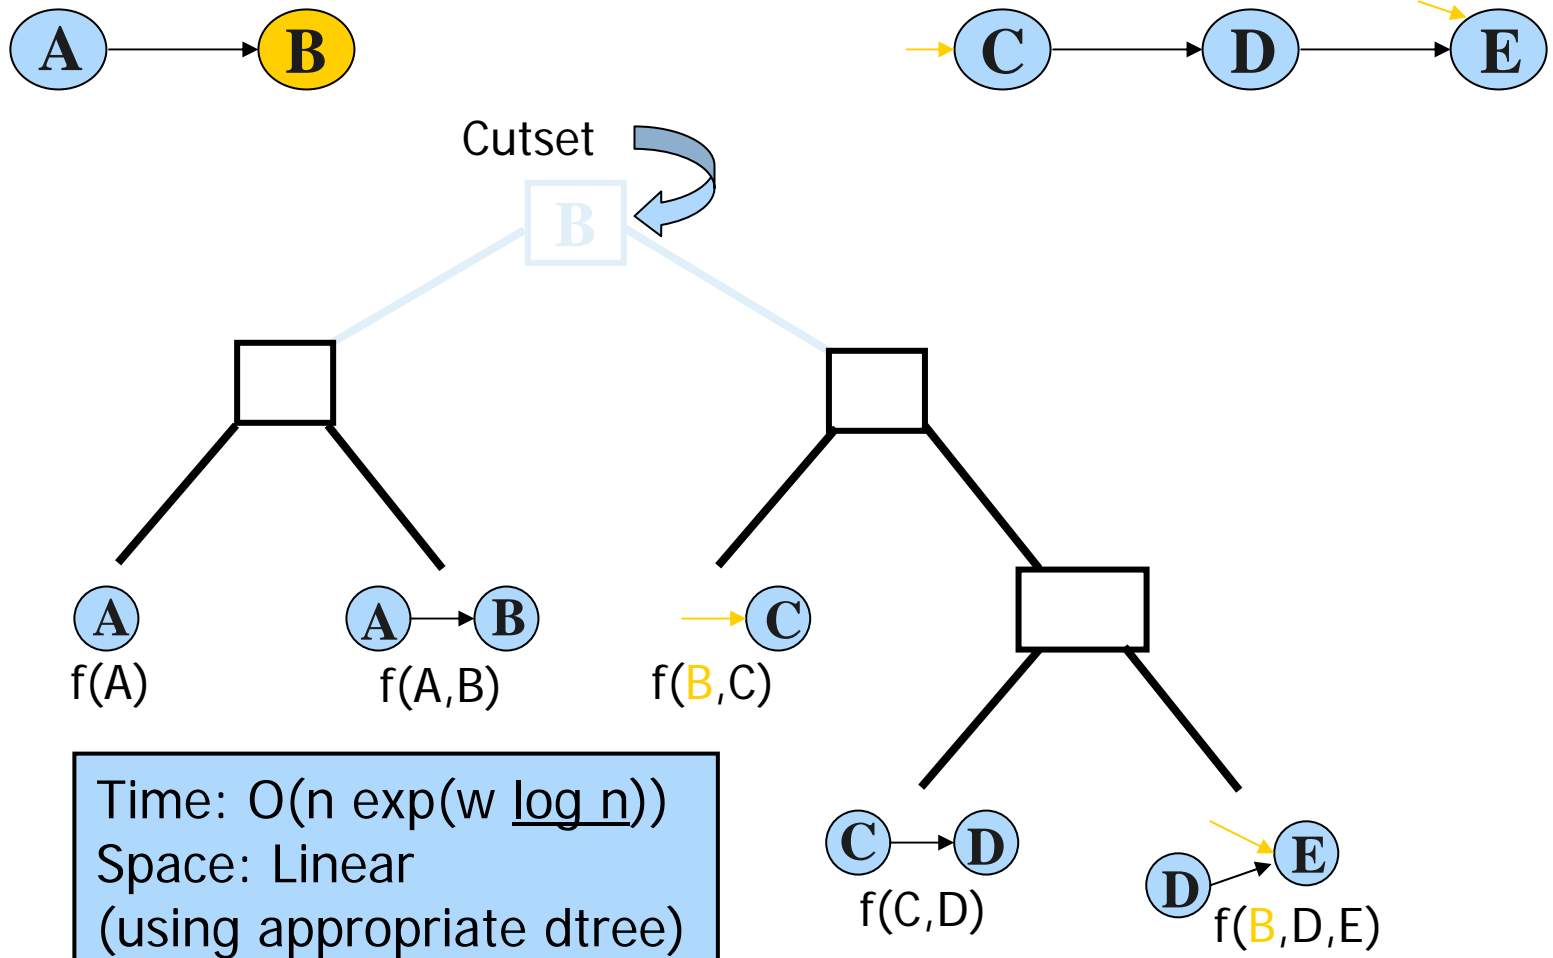 A B C D E
Cutset
B
A A B C
f(A) f(A,B) f(B,C)
Time: O(n exp(w log n))
Space: Linear
(using appropriate dtree)
C D D E
f(C,D) f(B,D,E)